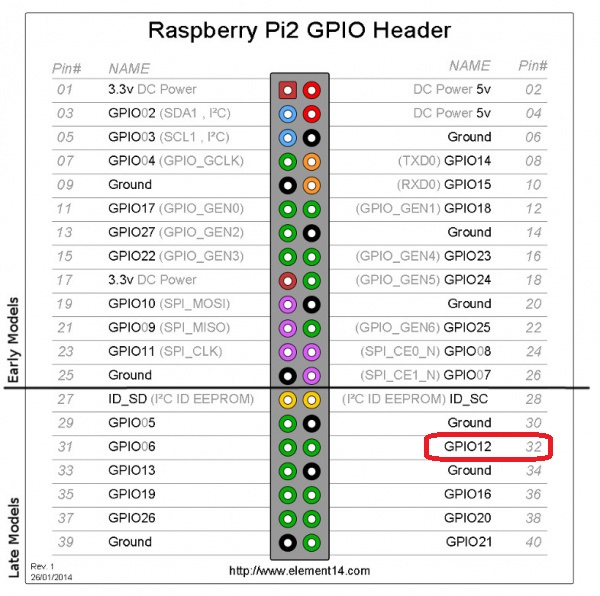 Raspberry Pi2 GPIO Header
Pin# NAME NAME Pin#
01 3.3v DC Power DC Power 5v 02
03 GPIO02 (SDA1 , I²C) DC Power 5v 04
05 GPIO03 (SCL1 , I²C) Ground 06
07 GPIO04 (GPIO_GCLK) (TXD0) GPIO14 08
09 Ground (RXD0) GPIO15 10
11 GPIO17 (GPIO_GEN0) (GPIO_GEN1) GPIO18 12
13 GPIO27 (GPIO_GEN2) Ground 14
15 GPIO22 (GPIO_GEN3) (GPIO_GEN4) GPIO23 16
17 3.3v DC Power (GPIO_GEN5) GPIO24 18
19 GPIO10 (SPI_MOSI) Ground 20
21 GPIO09 (SPI_MISO) (GPIO_GEN6) GPIO25 22
23 GPIO11 (SPI_CLK) (SPI_CE0_N) GPIO08 24
25 Ground (SPI_CE1_N) GPIO07 26
Early Models
27 ID_SD (I²C ID EEPROM) (I²C ID EEPROM) ID_SC 28
29 GPIO05 Ground 30
31 GPIO06 GPIO12 32
33 GPIO13 Ground 34
35 GPIO19 GPIO16 36
37 GPIO26 GPIO20 38
39 Ground GPIO21 40
Late Models
Rev. 1
26/01/2014
http://www.element14.com